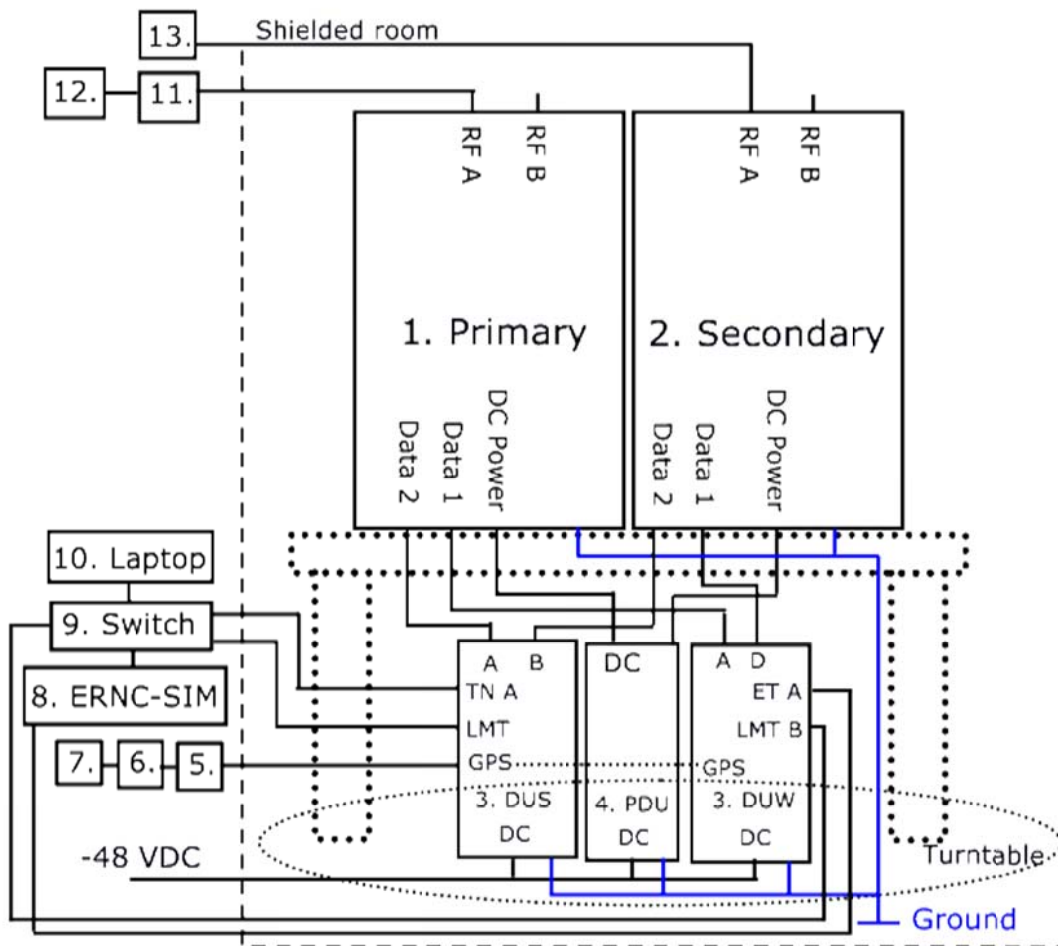 13.
Shielded room
12.
11.
RF A
RF B
RF A
RF B
1. Primary
2. Secondary
Data 2
Data 1
DC Power
Data 2
Data 1
DC Power
10. Laptop
9. Switch
8. ERNC-SIM
7.
6.
5.
A B
DC
A D
TN A
ET A
LMT
LMT B
GPS
GPS
3. DUS
4. PDU
3. DUW
DC
DC
DC
-48 VDC
Turntable
Ground